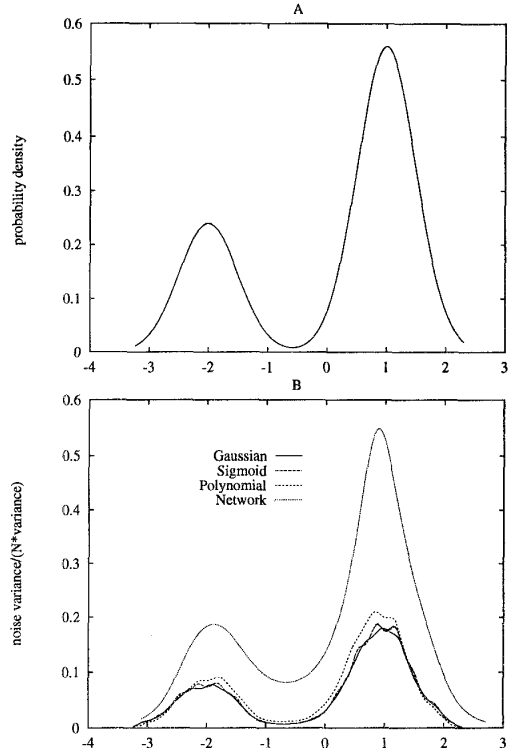 A
0.6
0.5
0.4
0.3
0.2
0.1
0
probability density
-4 -3 -2 -1 0 1 2 3
B
0.6
0.5
0.4
0.3
0.2
0.1
0
noise variance/(N*variance)
Gaussian
Sigmoid
Polynomial
Network
-4 -3 -2 -1 0 1 2 3